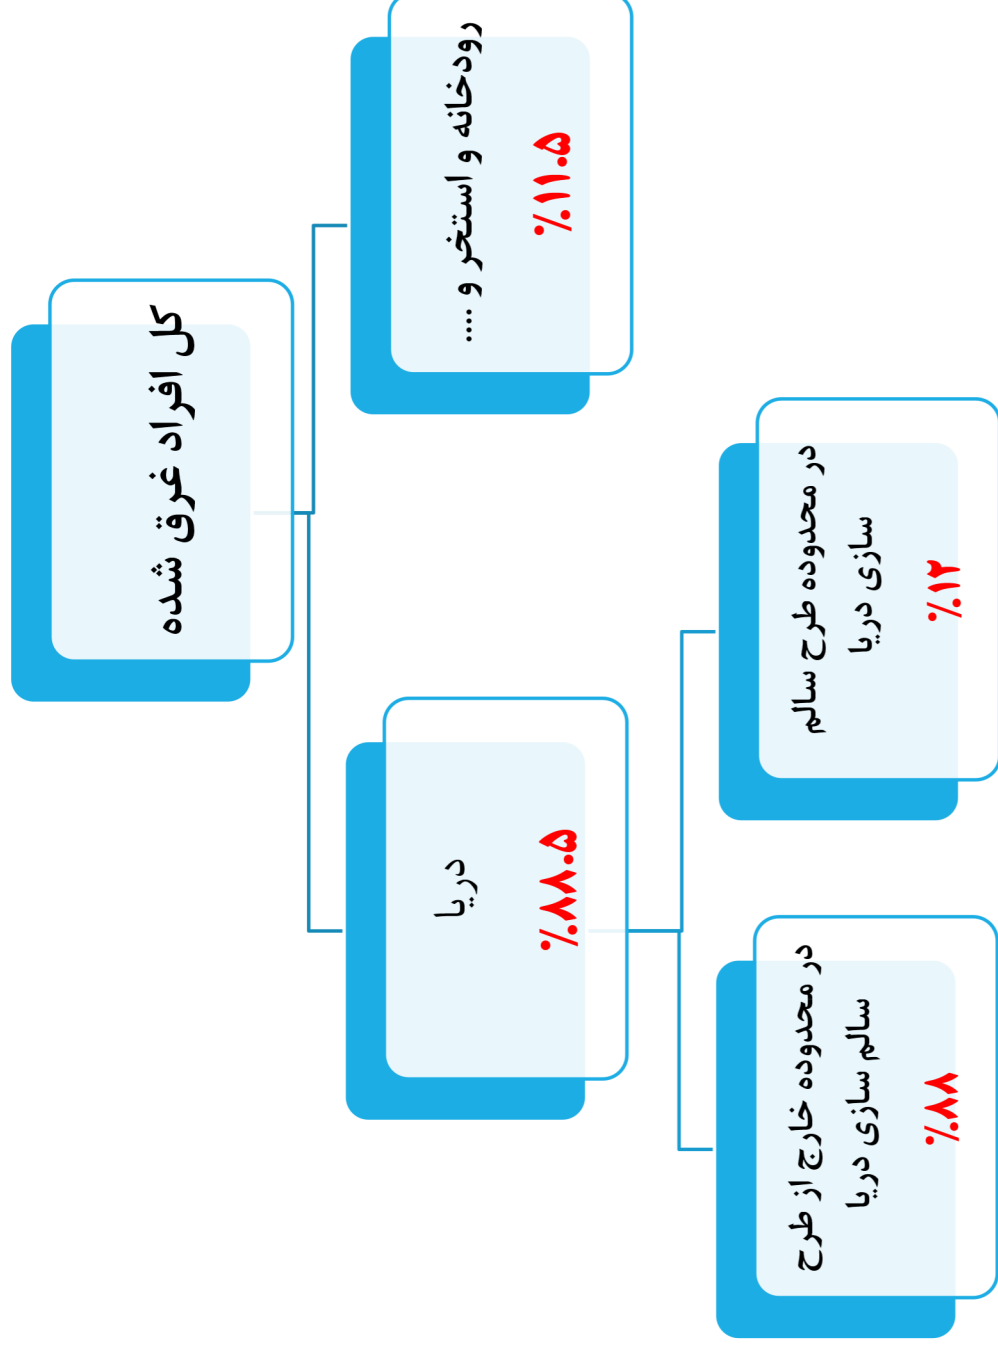 کل افراد غرق شده
رودخانه و استخر و ....
٪۱۱.۵
دریا
٪۸۸.۵
در محدوده طرح سالم
سازی دریا
٪۱۲
در محدوده خارج از طرح
سالم سازی دریا
٪۸۸